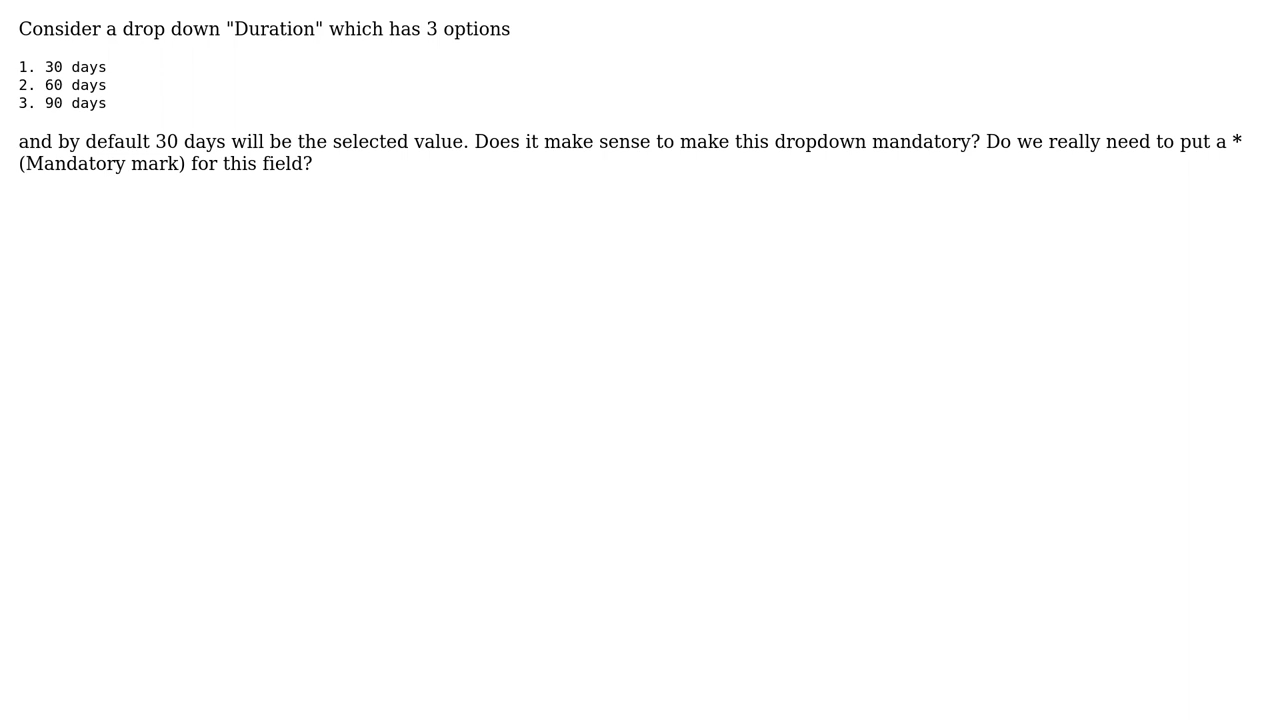 Consider a drop down "Duration" which has 3 options
1. 30 days
2. 60 days
3. 90 days
and by default 30 days will be the selected value. Does it make sense to make this dropdown mandatory? Do we really need to put a *
(Mandatory mark) for this field?